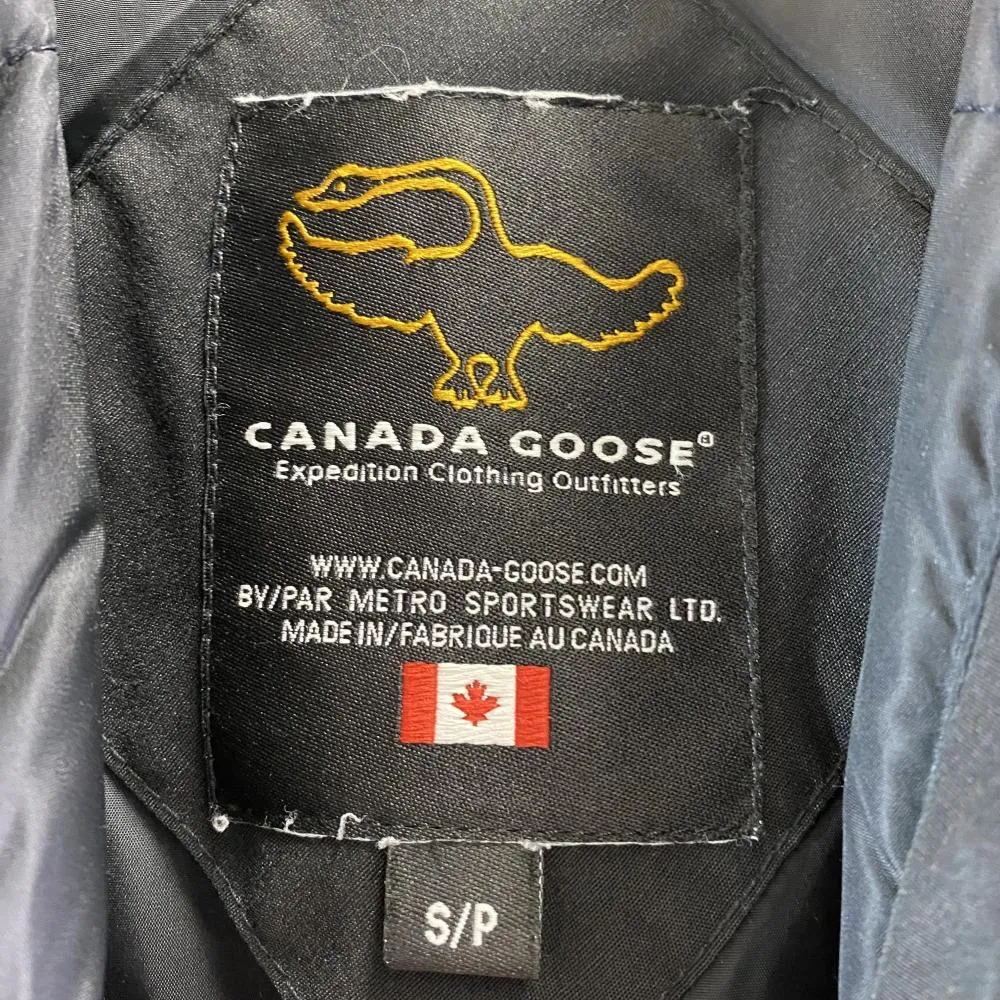 CANADA GOOSE®
Expedition Clothing Outfitters
WWW.CANADA-GOOSE.COM
BY/PAR METRO SPORTSWEAR LTD.
MADE IN/FABRIQUE AU CANADA
S/P